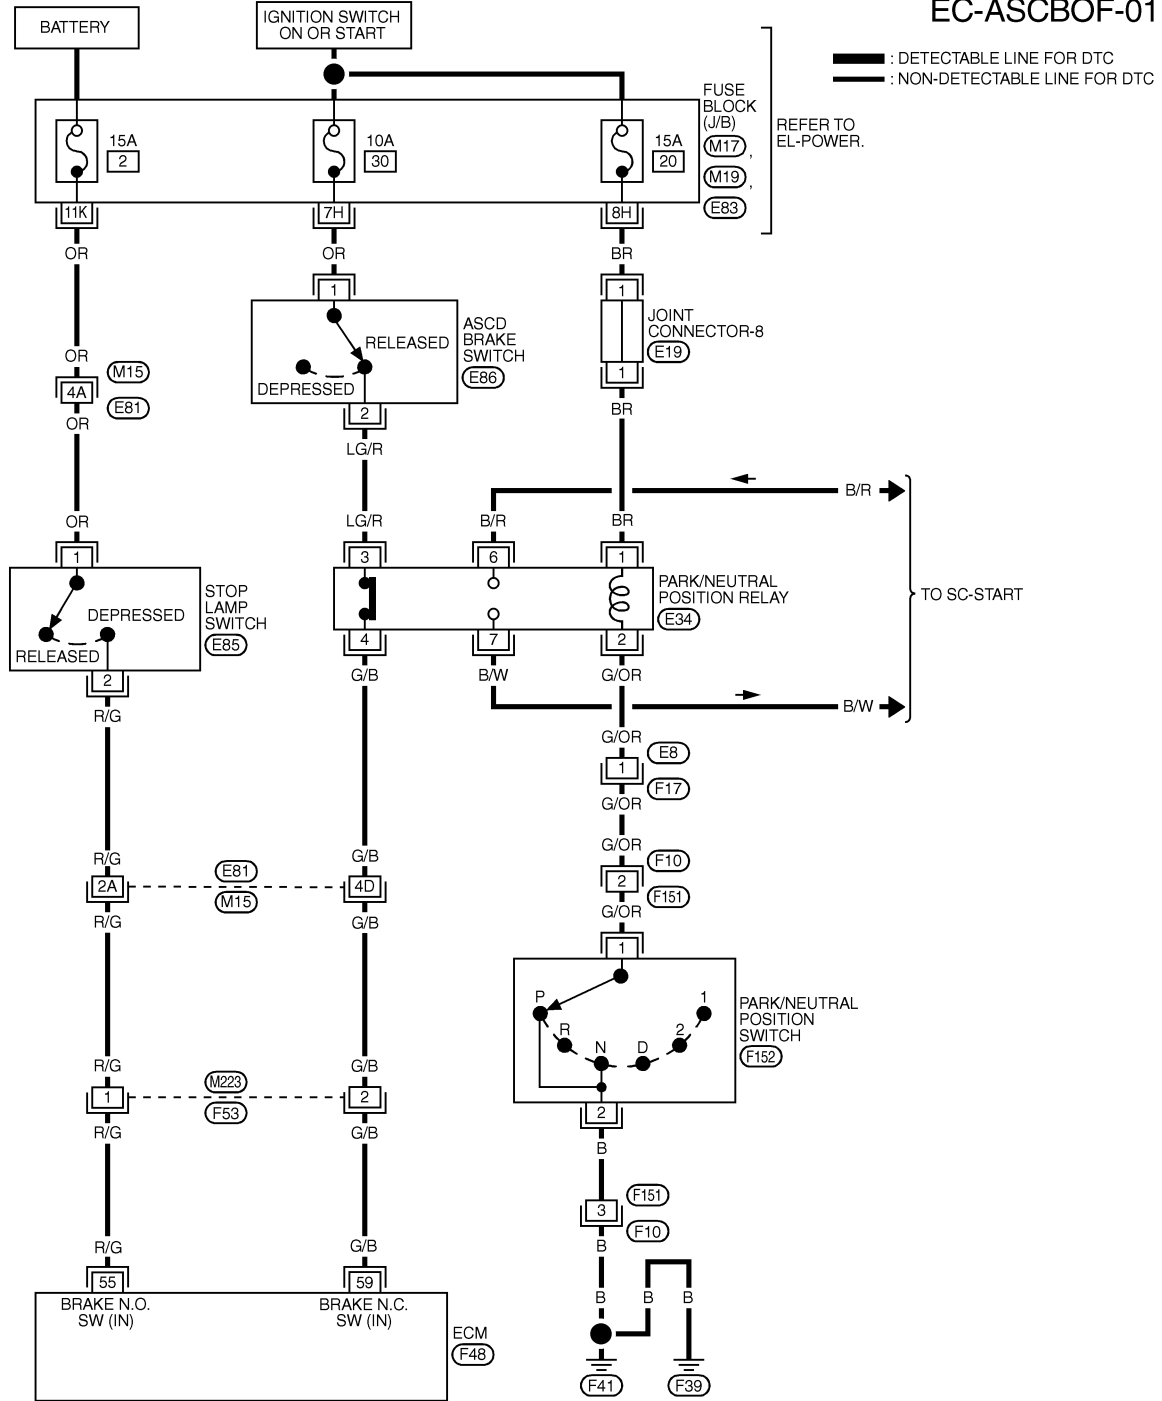 EC-ASCBOF-01
BATTERY
IGNITION SWITCH
ON OR START
: DETECTABLE LINE FOR DTC
: NON-DETECTABLE LINE FOR DTC
15A
2
10A
30
15A
20
FUSE
BLOCK
(J/B)
M17 ,
M19 ,
E83
REFER TO
EL-POWER.
11K
7H
8H
OR
OR
BR
1
1
JOINT
CONNECTOR-8
E19
1
RELEASED
DEPRESSED
ASCD
BRAKE
SWITCH
E86
OR
M15
4A
E81
OR
2
BR
LG/R
B/R
OR
LG/R
B/R
BR
1
3
6
1
STOP
LAMP
SWITCH
E85
DEPRESSED
RELEASED
PARK/NEUTRAL
POSITION RELAY
E34
TO SC-START
4
7
2
2
G/B
B/W
G/OR
R/G
B/W
G/OR
E8
1
F17
G/OR
G/OR
R/G
G/B
F10
2
F151
2A
E81
M15
4D
G/OR
R/G
G/B
1
P
R
N
D
2
1
PARK/NEUTRAL
POSITION
SWITCH
F152
R/G
G/B
1
M223
F53
2
2
R/G
G/B
B
F151
3
F10
R/G
G/B
B
55
59
B
B
B
BRAKE N.O.
SW (IN)
BRAKE N.C.
SW (IN)
ECM
F48
F41
F39